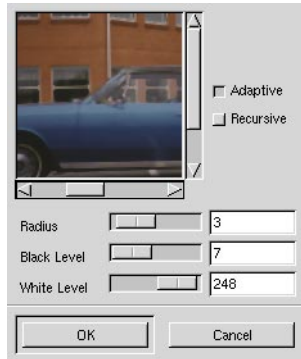 Adaptive
Recursive
Radius 3
Black Level 7
White Level 248
OK Cancel